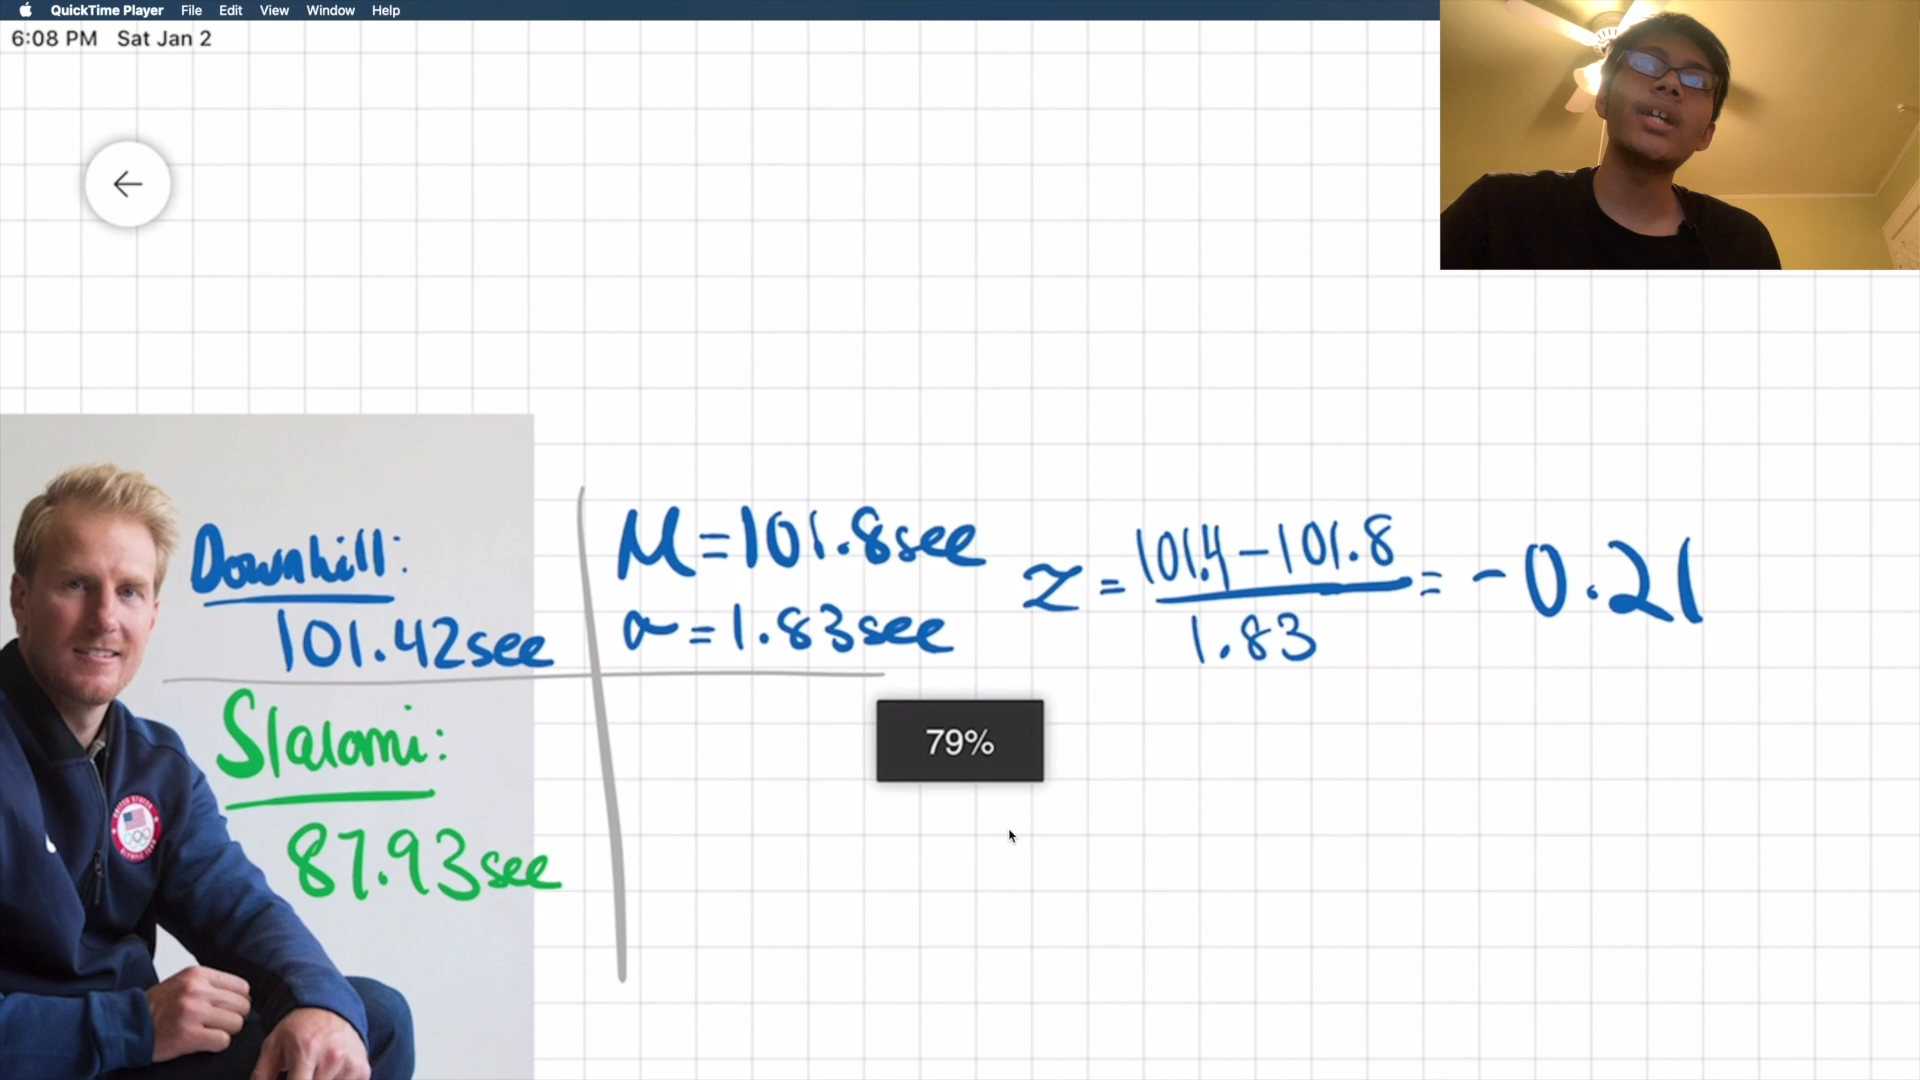 QuickTime Player File Edit View Window Help
6:08 PM Sat Jan 2
Downhill:
101.42sec
μ=101.8sec
σ=1.83sec
z = 101.4-101.8 / 1.83 = -0.21
79%
Slalom:
87.93sec